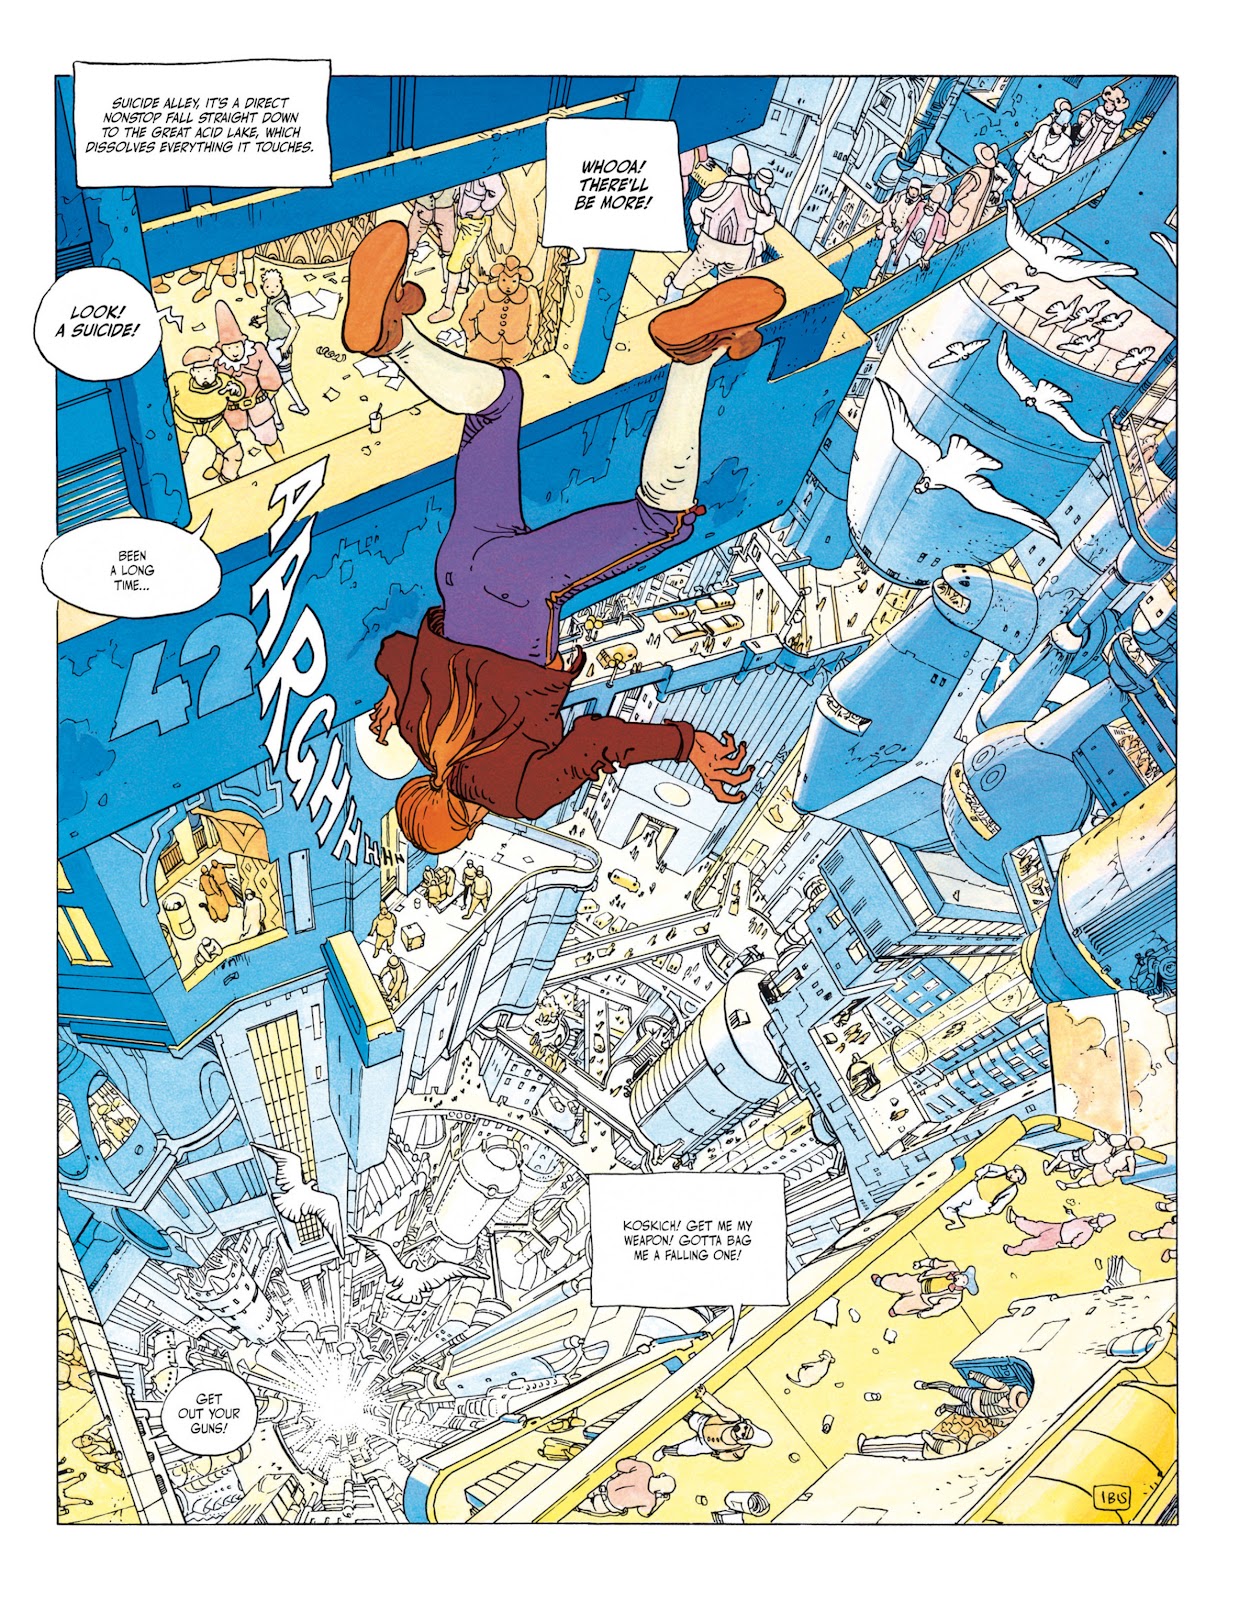 SUICIDE ALLEY, IT'S A DIRECT
NONSTOP FALL STRAIGHT DOWN
TO THE GREAT ACID LAKE, WHICH
DISSOLVES EVERYTHING IT TOUCHES.
WHOOA!
THERE'LL
BE MORE!
LOOK!
A SUICIDE!
BEEN
A LONG
TIME...
AAARGHHHHHH
42
KOSKICH! GET ME MY
WEAPON! GOTTA BAG
ME A FALLING ONE!
GET
OUT YOUR
GUNS!
1BIS